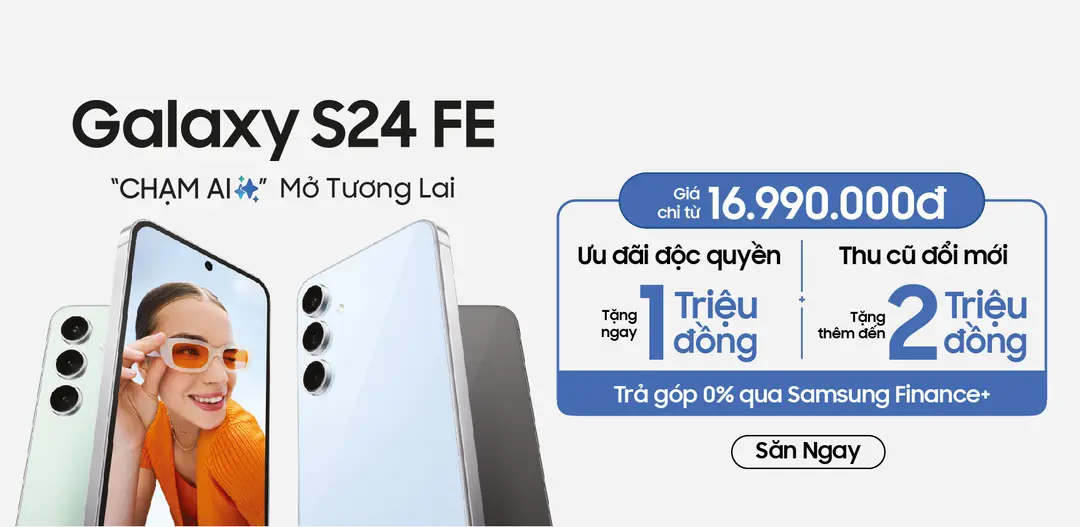 Galaxy S24 FE
“CHẠM AI” Mở Tương Lai
Giá
chỉ từ 16.990.000đ
Ưu đãi độc quyền
Tặng
ngay 1 Triệu
đồng
+
Thu cũ đổi mới
Tặng
thêm đến 2 Triệu
đồng
Trả góp 0% qua Samsung Finance+
Săn Ngay